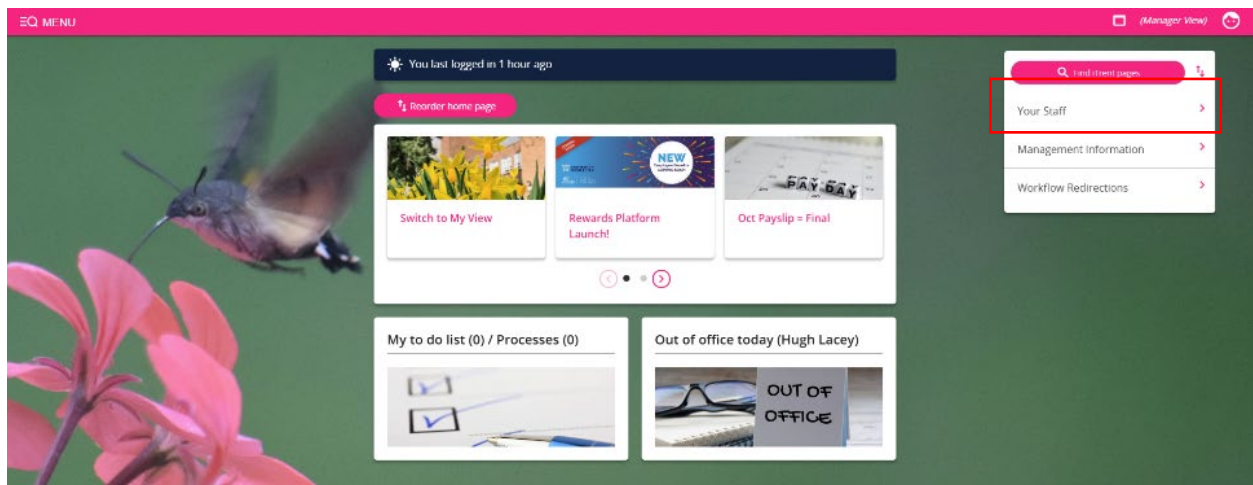 MENU
(Manager View)
You last logged in 1 hour ago
Find iTrent pages
Reorder home page
Your Staff
Management Information
Workflow Redirections
NEW
PAY DAY
Switch to My View
Rewards Platform
Launch!
Oct Payslip = Final
My to do list (0) / Processes (0)
Out of office today (Hugh Lacey)
OUT OF
OFFICE